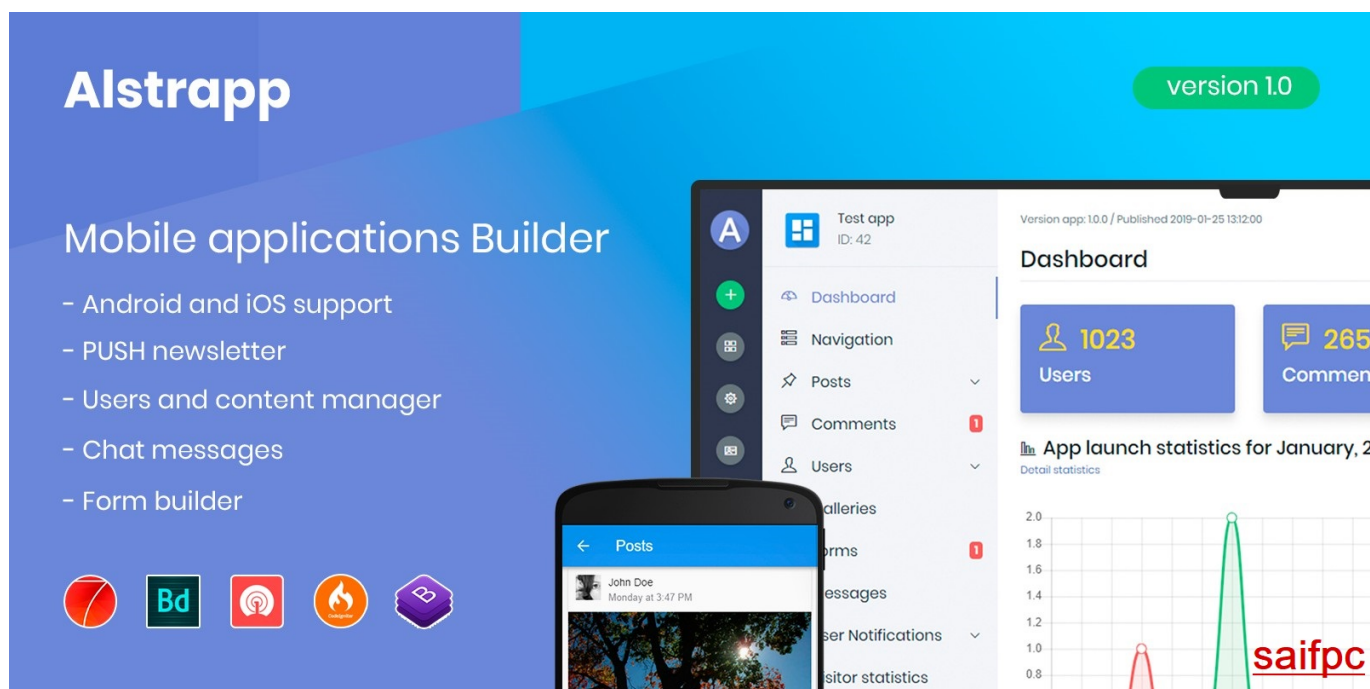 Alstrapp
version 1.0
Mobile applications Builder
- Android and iOS support
- PUSH newsletter
- Users and content manager
- Chat messages
- Form builder
Bd
CodeIgniter
B
A
Test app
ID: 42
Dashboard
Navigation
Posts
Comments
1
Users
alleries
orms
1
essages
ser Notifications
isitor statistics
Version app: 1.0.0 / Published 2019-01-25 13:12:00
Dashboard
1023
Users
265
Commen
App launch statistics for January, 2
Detail statistics
2.0
1.8
1.6
1.4
1.2
1.0
0.8
Posts
John Doe
Monday at 3:47 PM
saifpc